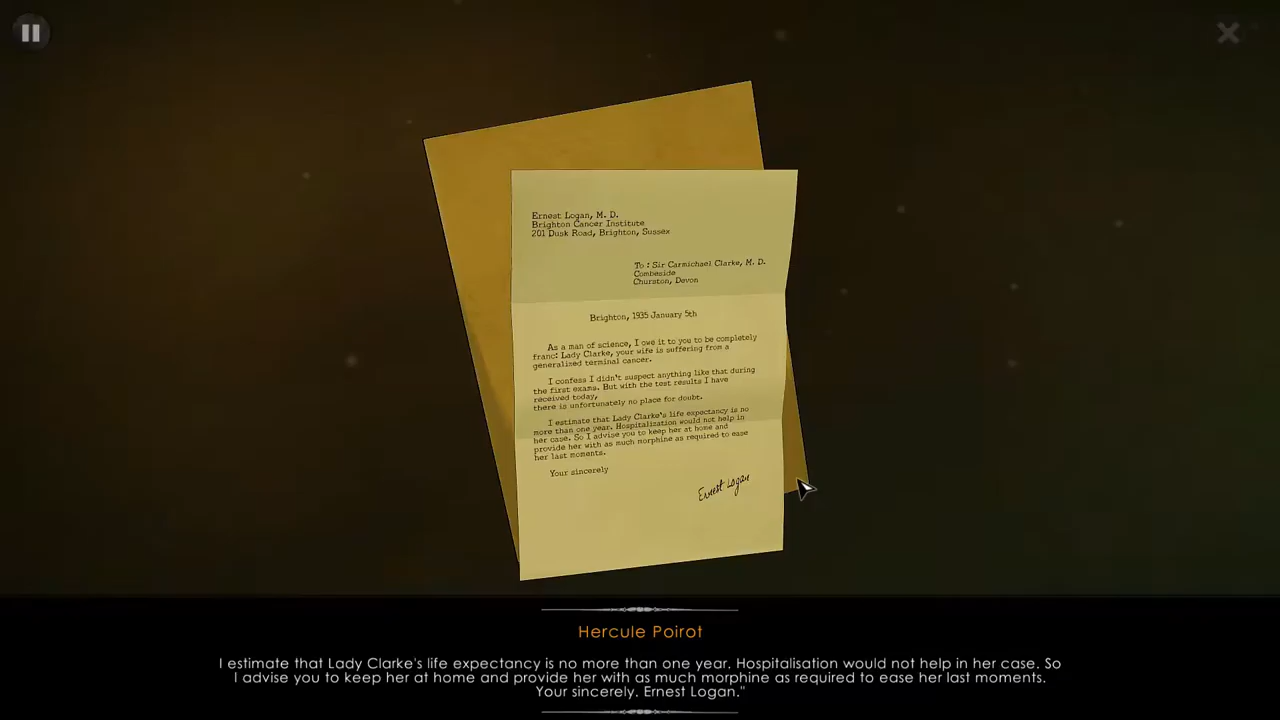 Ernest Logan, M. D.
Brighton Cancer Institute
201 Dusk Road, Brighton, Sussex
To : Sir Carmichael Clarke, M. D.
Combeside
Churston, Devon
Brighton, 1935 January 5th
As a man of science, I owe it to you to be completely
franc: Lady Clarke, your wife is suffering from a
generalized terminal cancer.
I confess I didn't suspect anything like that during
the first exams. But with the test results I have
received today,
there is unfortunately no place for doubt.
I estimate that Lady Clarke's life expectancy is no
more than one year. Hospitalization would not help in
her case. So I advise you to keep her at home and
provide her with as much morphine as required to ease
her last moments.
Your sincerely
Ernest Logan
Hercule Poirot
I estimate that Lady Clarke's life expectancy is no more than one year. Hospitalisation would not help in her case. So
I advise you to keep her at home and provide her with as much morphine as required to ease her last moments.
Your sincerely. Ernest Logan."